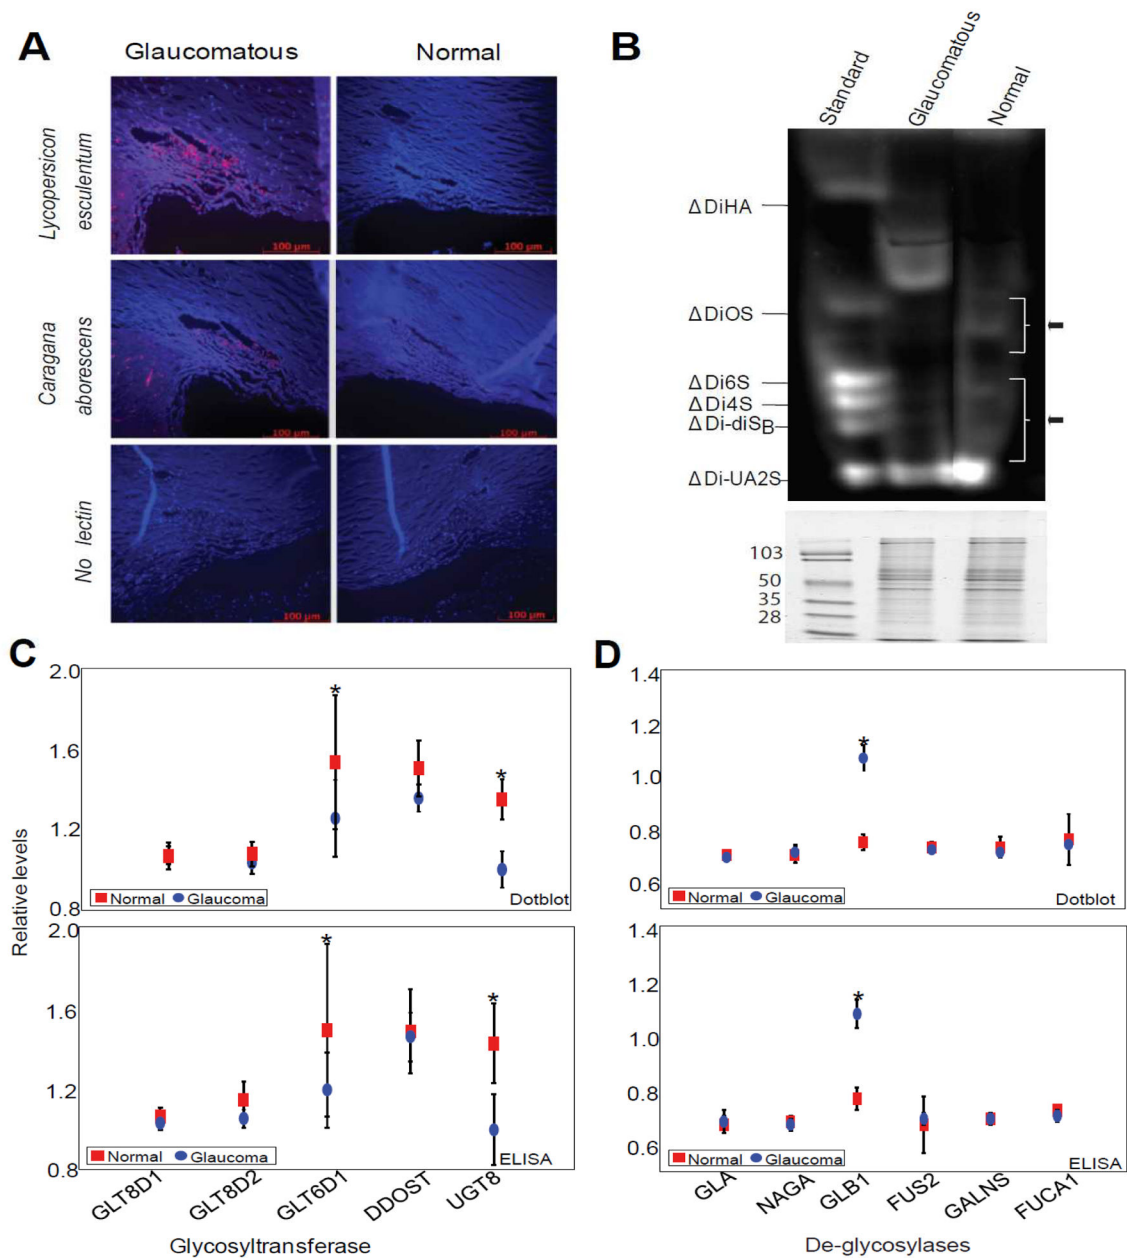 A
Glaucomatous
Normal
Lycopersicon
esculentum
100 µm
100 µm
Caragana
aborescens
100 µm
100 µm
No lectin
100 µm
100 µm
B
Standard
Glaucomatous
Normal
ΔDiHA
ΔDiOS
ΔDi6S
ΔDi4S
ΔDi-diSB
ΔDi-UA2S
103
50
35
28
C
Relative levels
2.0
1.6
1.2
0.8
*
*
Normal Glaucoma
Dotblot
2.0
1.6
1.2
0.8
*
*
Normal Glaucoma
ELISA
GLT8D1
GLT8D2
GLT6D1
DDOST
UGT8
Glycosyltransferase
D
1.4
1.2
1.0
0.8
0.6
*
Normal Glaucoma
Dotblot
1.4
1.2
1.0
0.8
0.6
*
Normal Glaucoma
ELISA
GLA
NAGA
GLB1
FUS2
GALNS
FUCA1
De-glycosylases